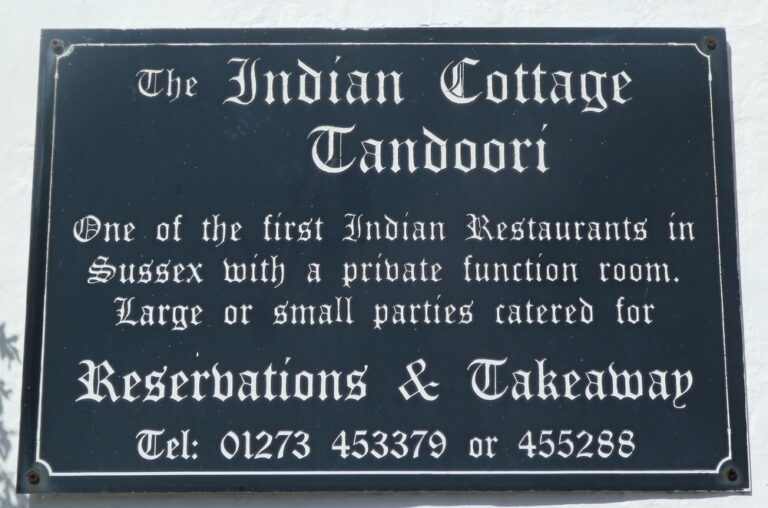 The Indian Cottage
Tandoori
One of the first Indian Restaurants in
Sussex with a private function room.
Large or small parties catered for
Reservations & Takeaway
Tel: 01273 453379 or 455288